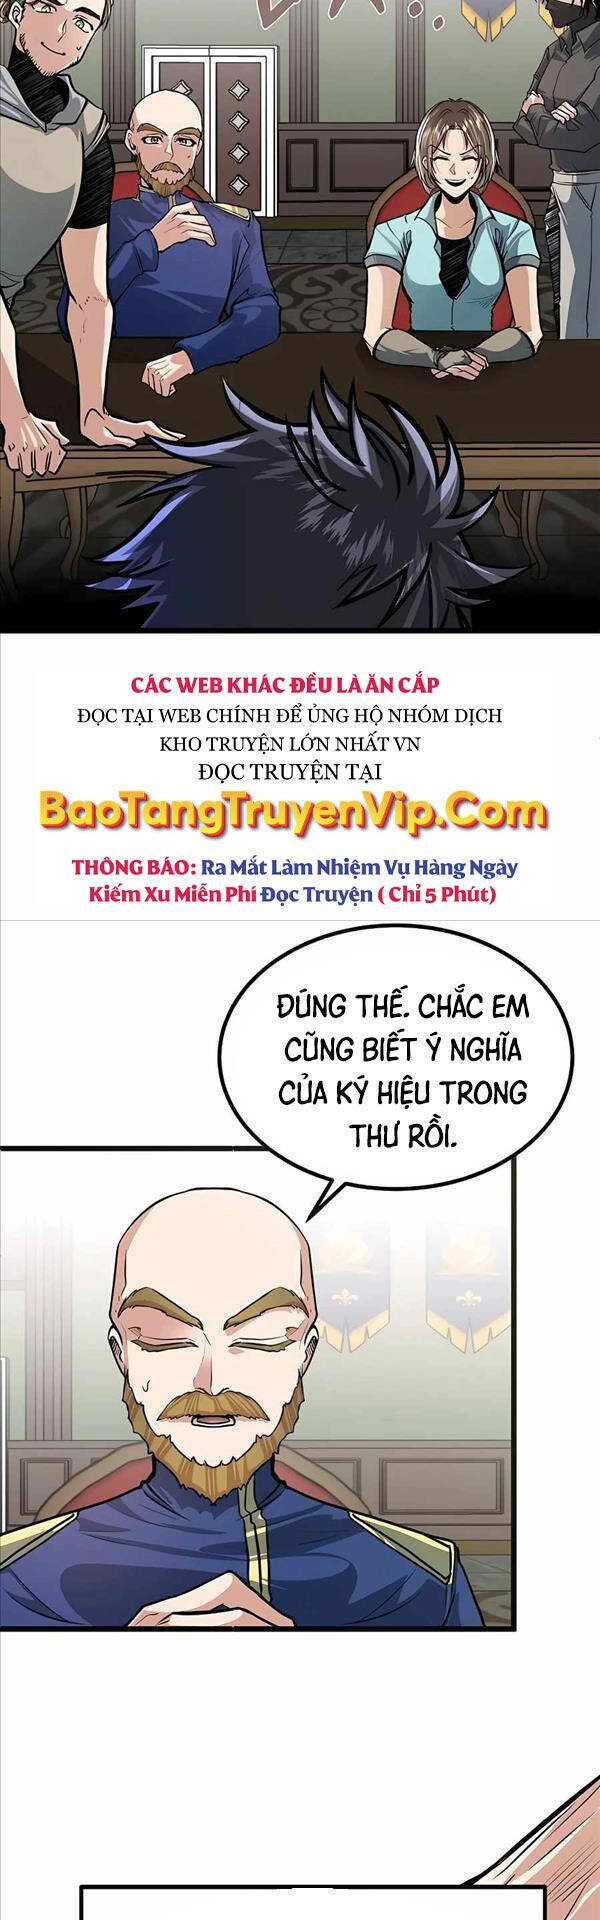 CÁC WEB KHÁC ĐỀU LÀ ĂN CẮP
ĐỌC TẠI WEB CHÍNH ĐỂ ỦNG HỘ NHÓM DỊCH
KHO TRUYỆN LỚN NHẤT VN
ĐỌC TRUYỆN TẠI
BaoTangTruyenVip.Com
THÔNG BÁO: Ra Mắt Làm Nhiệm Vụ Hàng Ngày
Kiếm Xu Miễn Phí Đọc Truyện ( Chỉ 5 Phút)
ĐÚNG THẾ. CHẮC EM
CŨNG BIẾT Ý NGHĨA
CỦA KÝ HIỆU TRONG
THƯ RỒI.